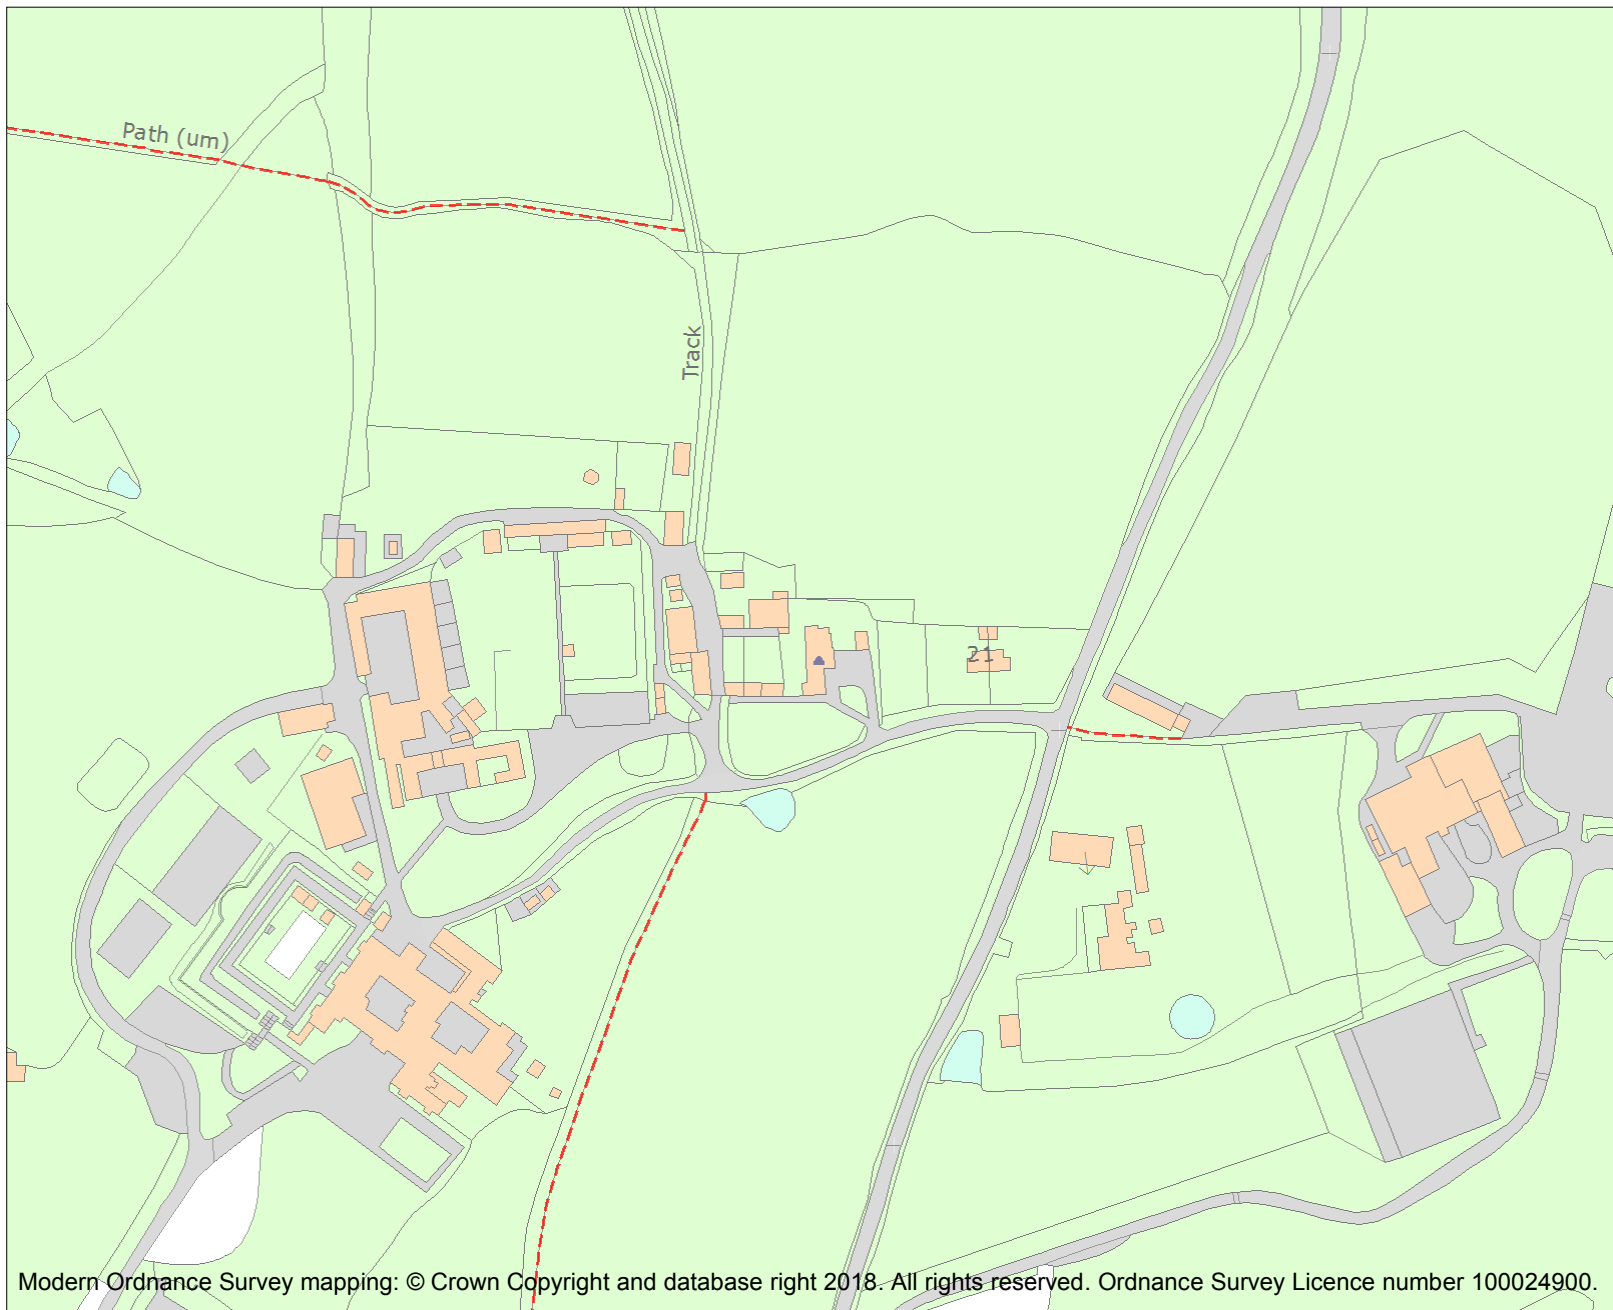 Path (um)
Track
21
Modern Ordnance Survey mapping: © Crown Copyright and database right 2018. All rights reserved. Ordnance Survey Licence number 100024900.